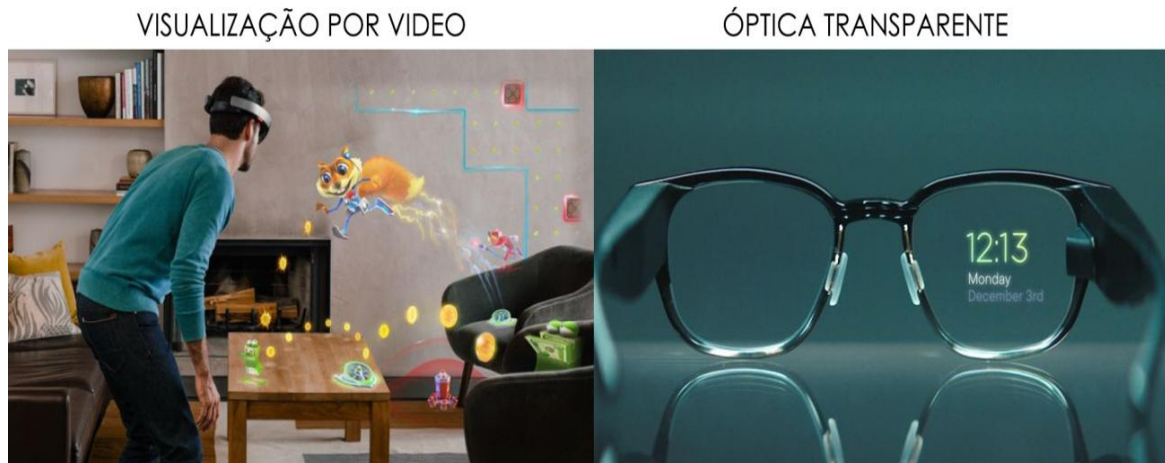 VISUALIZAÇÃO POR VIDEO
ÓPTICA TRANSPARENTE
12:13
Monday
December 3rd